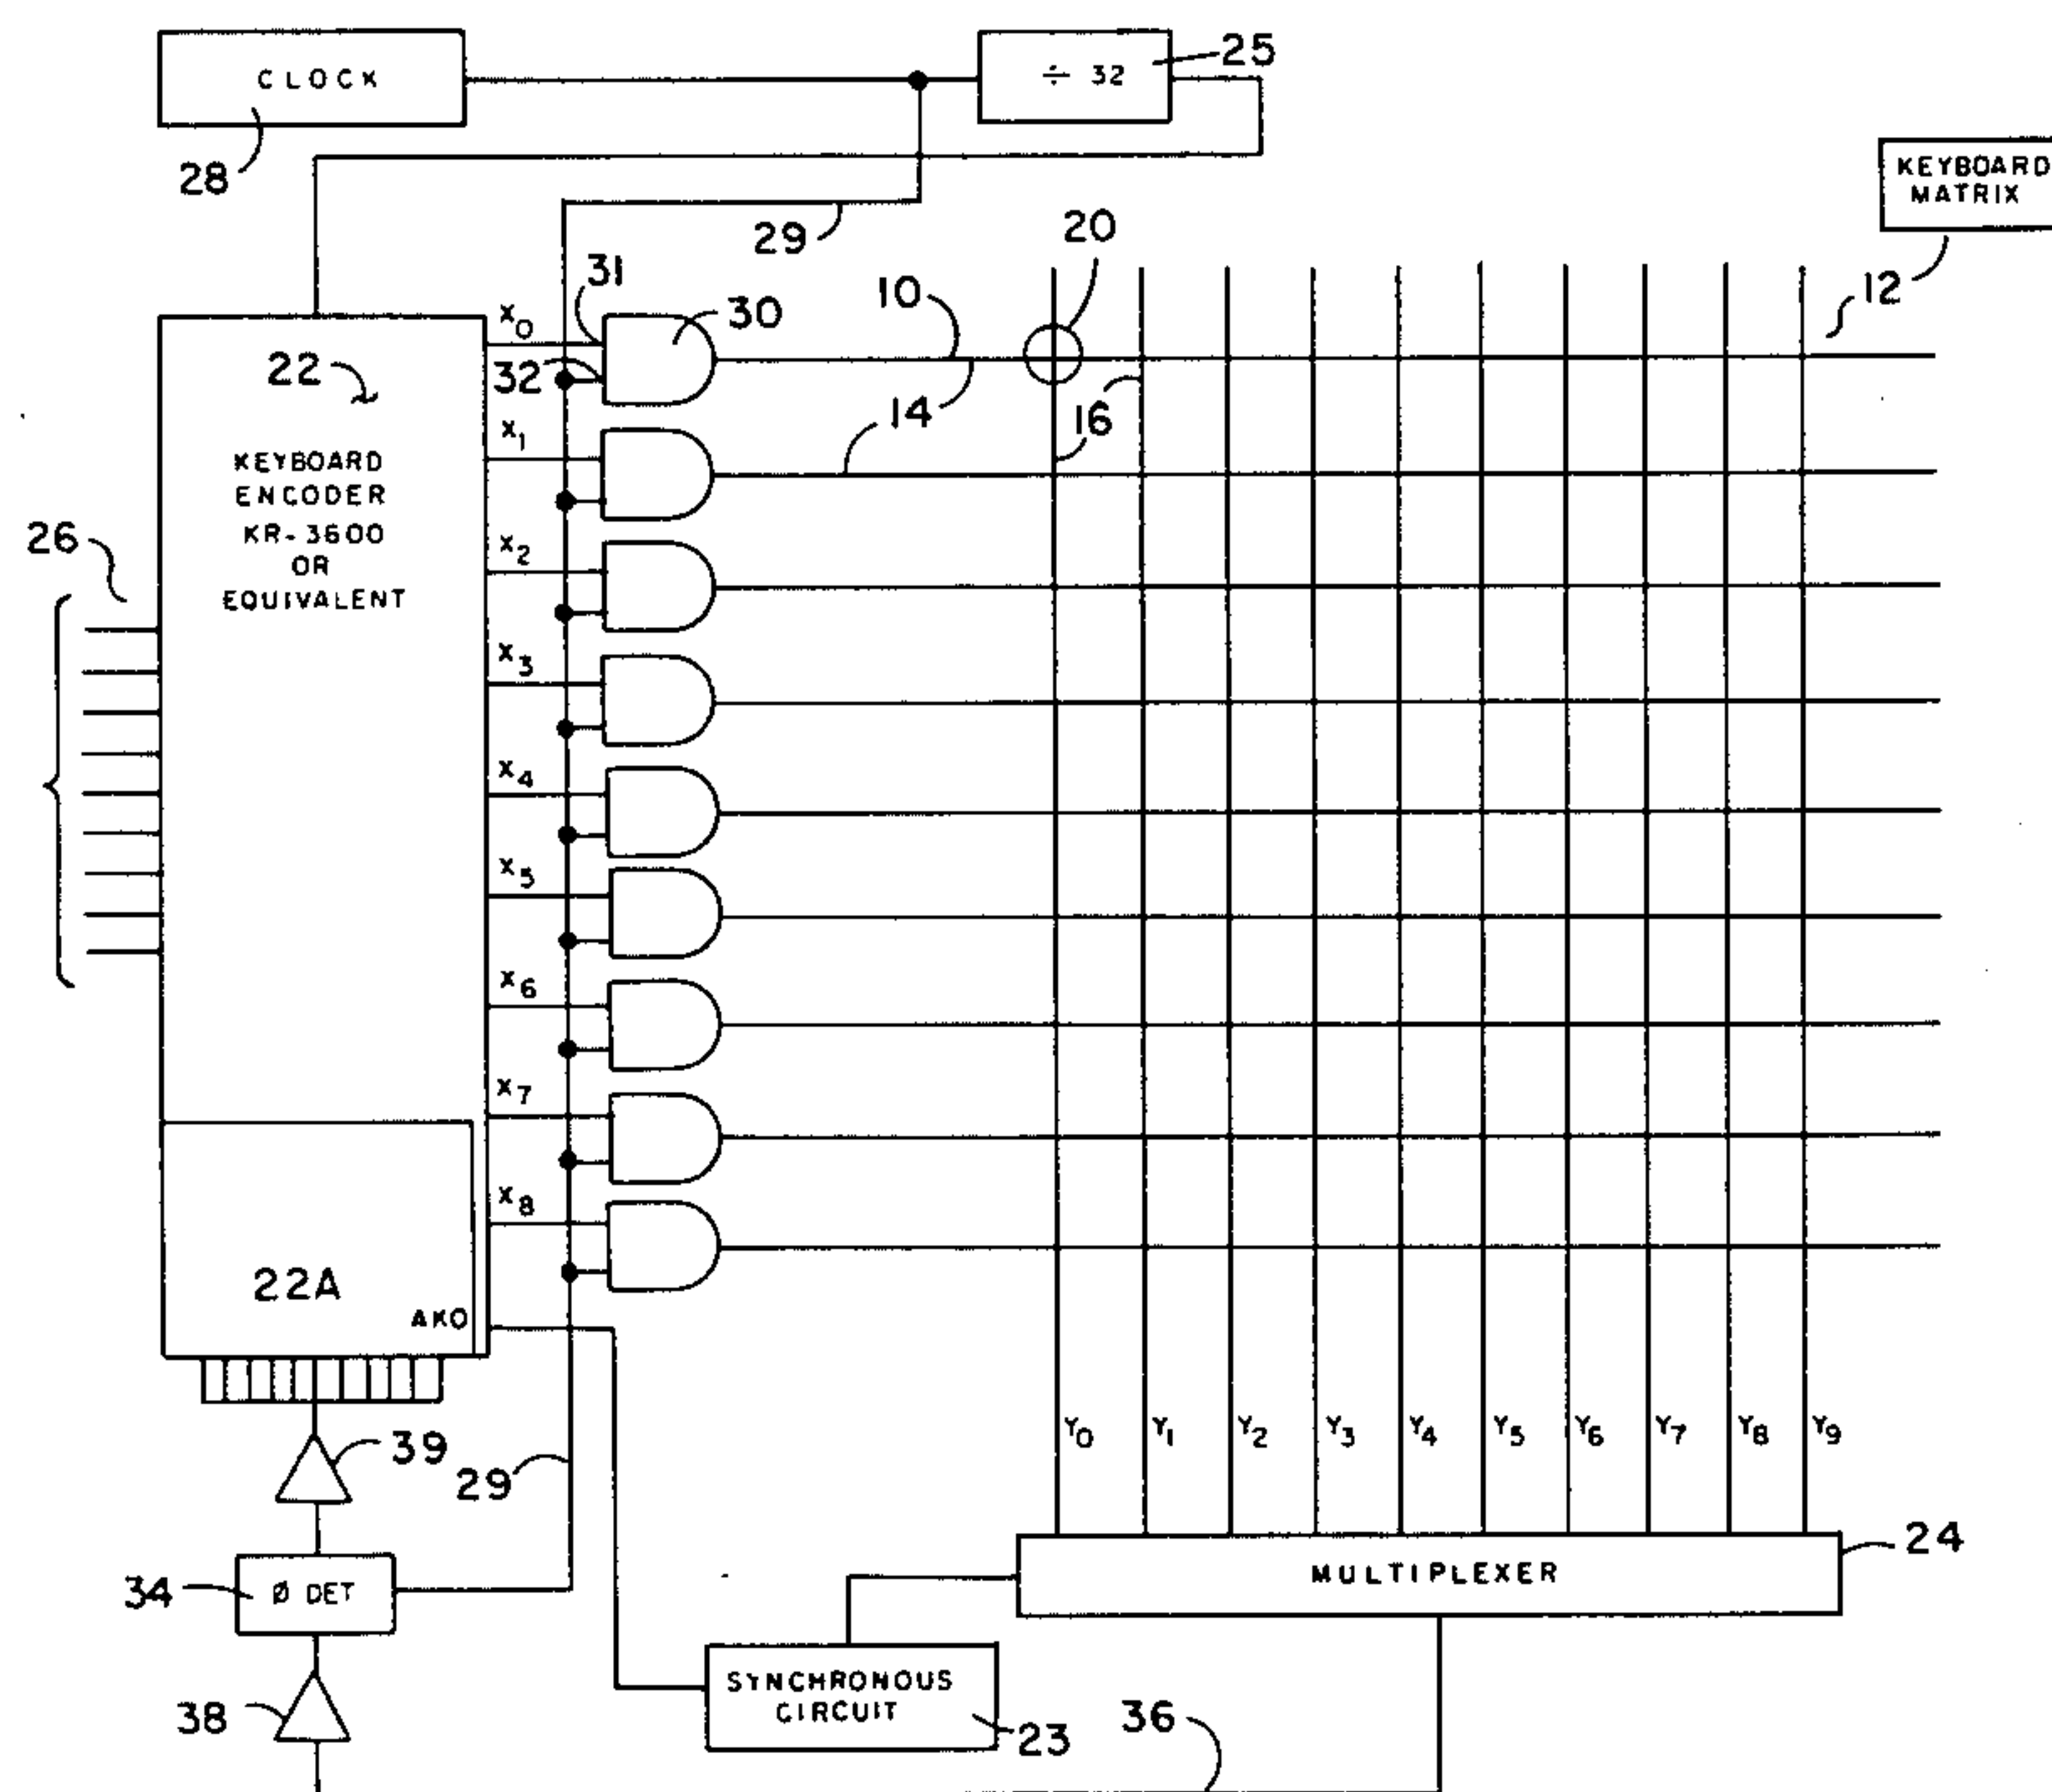 CLOCK
÷ 32
25
28
KEYBOARD
MATRIX
29
20
12
31
X0
10
30
32
22
14
16
X1
KEYBOARD
ENCODER
KR-3600
OR
EQUIVALENT
26
X2
X3
X4
X5
X6
X7
X8
22A
AKO
Y0 Y1 Y2 Y3 Y4 Y5 Y6 Y7 Y8 Y9
39
29
24
MULTIPLEXER
34
Ø DET
SYNCHRONOUS
CIRCUIT
38
23
36